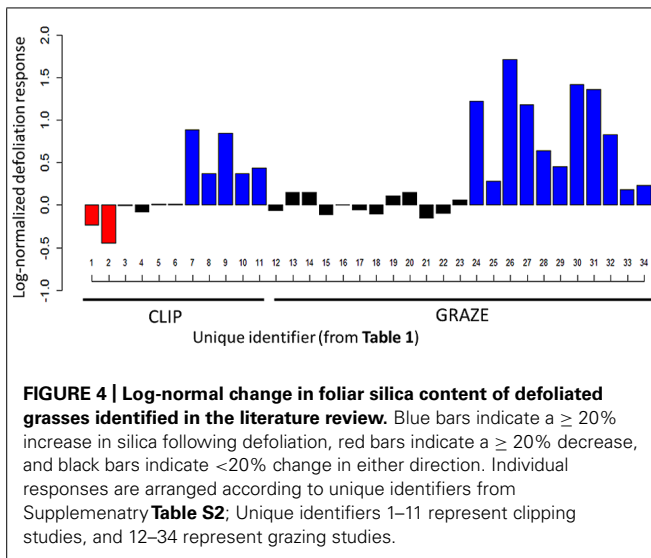 Log-normalized defoliation response
2.0
1.5
1.0
0.5
0.0
-0.5
-1.0
1 2 3 4 5 6 7 8 9 10 11 12 13 14 15 16 17 18 19 20 21 22 23 24 25 26 27 28 29 30 31 32 33 34
CLIP GRAZE
Unique identifier (from Table 1)
FIGURE 4 | Log-normal change in foliar silica content of defoliated
grasses identified in the literature review. Blue bars indicate a ≥ 20%
increase in silica following defoliation, red bars indicate a ≥ 20% decrease,
and black bars indicate <20% change in either direction. Individual
responses are arranged according to unique identifiers from
Supplemenatry Table S2; Unique identifiers 1–11 represent clipping
studies, and 12–34 represent grazing studies.